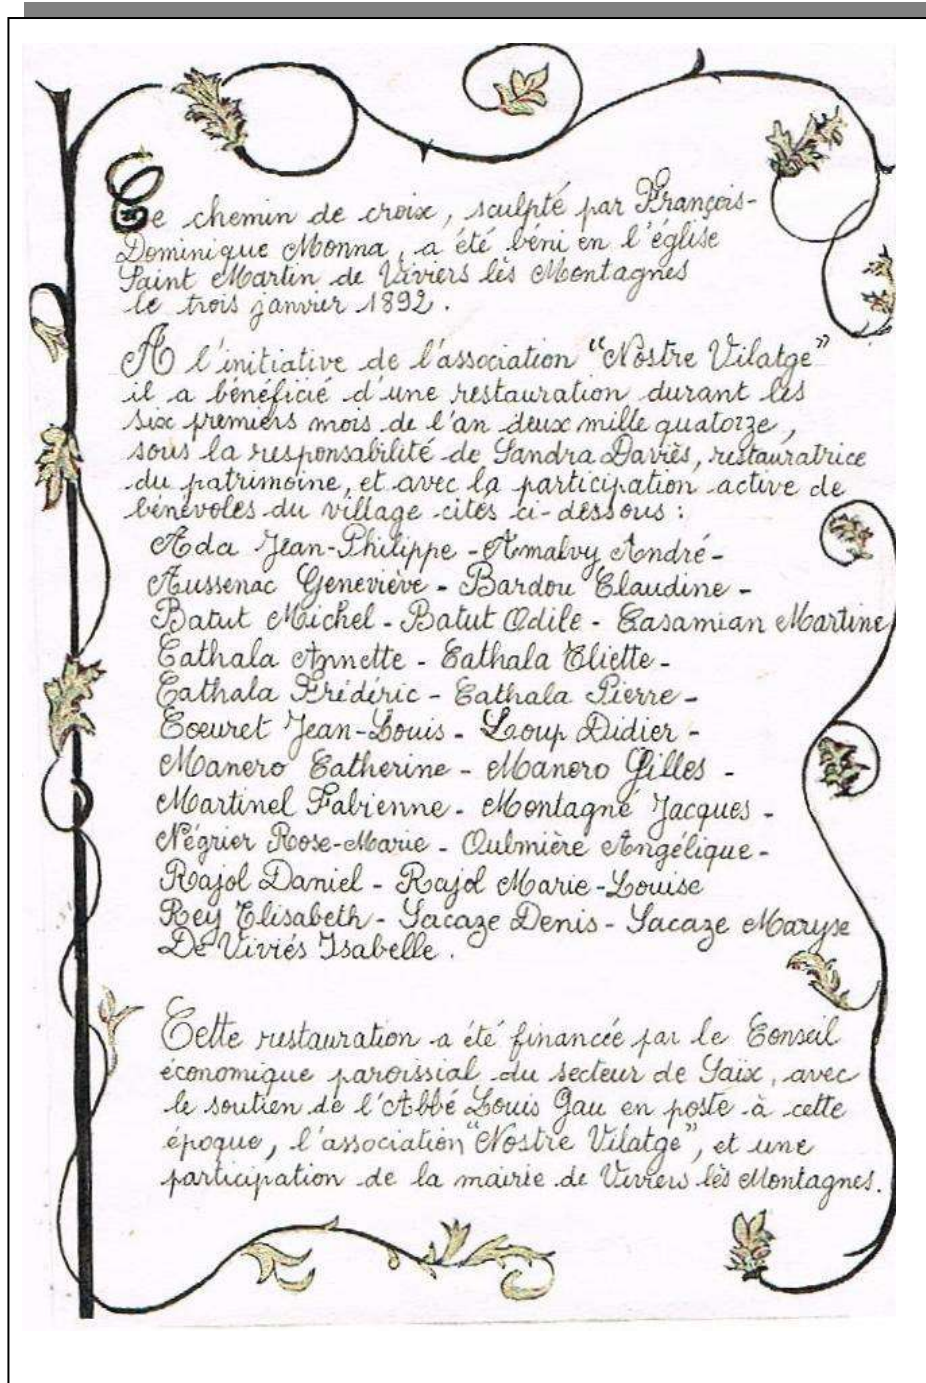 Ce chemin de croix, sculpté par François-
Dominique Monna, a été béni en l'église
Saint Martin de Viviers lès Montagnes
le trois janvier 1892.
A l'initiative de l'association "Nostre Vilatge"
il a bénéficié d'une restauration durant les
six premiers mois de l'an deux mille quatorze,
sous la responsabilité de Sandra Daviès, restauratrice
du patrimoine, et avec la participation active de
bénévoles du village cités ci-dessous :
Ada Jean-Philippe - Amalvy André -
Aussenac Geneviève - Bardou Claudine -
Batut Michel - Batut Odile - Casamian Martine
Cathala Annette - Cathala Eliette -
Cathala Frédéric - Cathala Pierre -
Coeuret Jean-Louis - Loup Didier -
Manero Catherine - Manero Gilles -
Martinel Fabienne - Montagné Jacques -
Négrier Rose-Marie - Oulmière Angélique -
Rajol Daniel - Rajol Marie-Louise
Rey Elisabeth - Sacaze Denis - Sacaze Maryse
De Viviés Isabelle.
Cette restauration a été financée par le Conseil
économique paroissial du secteur de Saïx, avec
le soutien de l'Abbé Louis Gau en poste à cette
époque, l'association "Nostre Vilatge", et une
participation de la mairie de Viviers lès Montagnes.